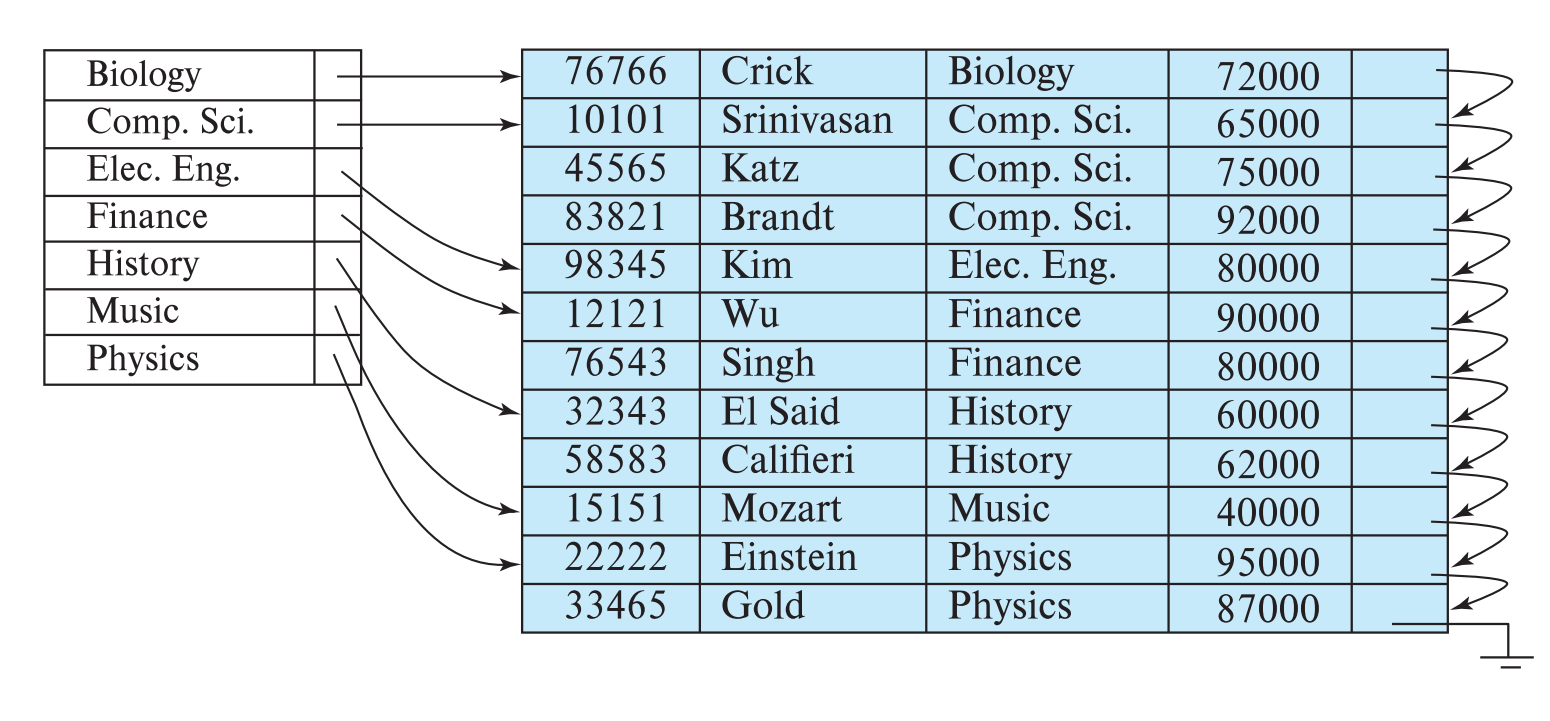 Biology
Comp. Sci.
Elec. Eng.
Finance
History
Music
Physics
76766 Crick Biology 72000
10101 Srinivasan Comp. Sci. 65000
45565 Katz Comp. Sci. 75000
83821 Brandt Comp. Sci. 92000
98345 Kim Elec. Eng. 80000
12121 Wu Finance 90000
76543 Singh Finance 80000
32343 El Said History 60000
58583 Califieri History 62000
15151 Mozart Music 40000
22222 Einstein Physics 95000
33465 Gold Physics 87000